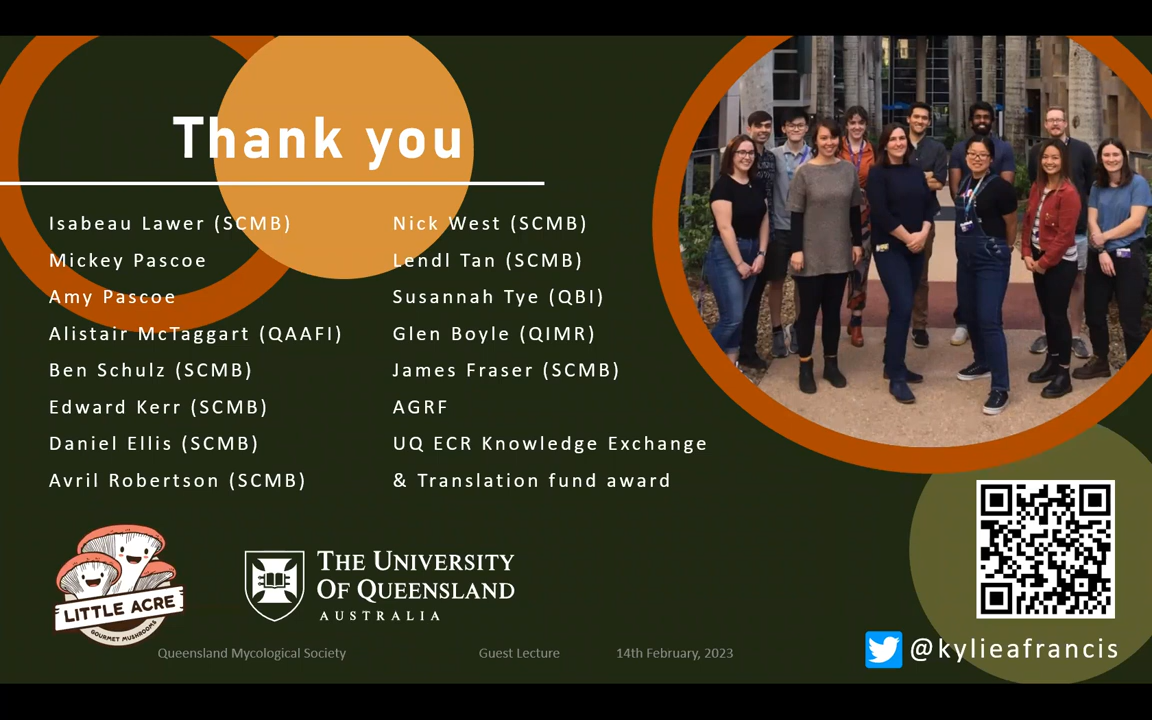 Thank you
Isabeau Lawer (SCMB)
Mickey Pascoe
Amy Pascoe
Alistair McTaggart (QAAFI)
Ben Schulz (SCMB)
Edward Kerr (SCMB)
Daniel Ellis (SCMB)
Avril Robertson (SCMB)
Nick West (SCMB)
Lendl Tan (SCMB)
Susannah Tye (QBI)
Glen Boyle (QIMR)
James Fraser (SCMB)
AGRF
UQ ECR Knowledge Exchange
& Translation fund award
LITTLE ACRE
GOURMET MUSHROOMS
THE UNIVERSITY
OF QUEENSLAND
AUSTRALIA
@kylieafrancis
Queensland Mycological Society Guest Lecture 14th February, 2023